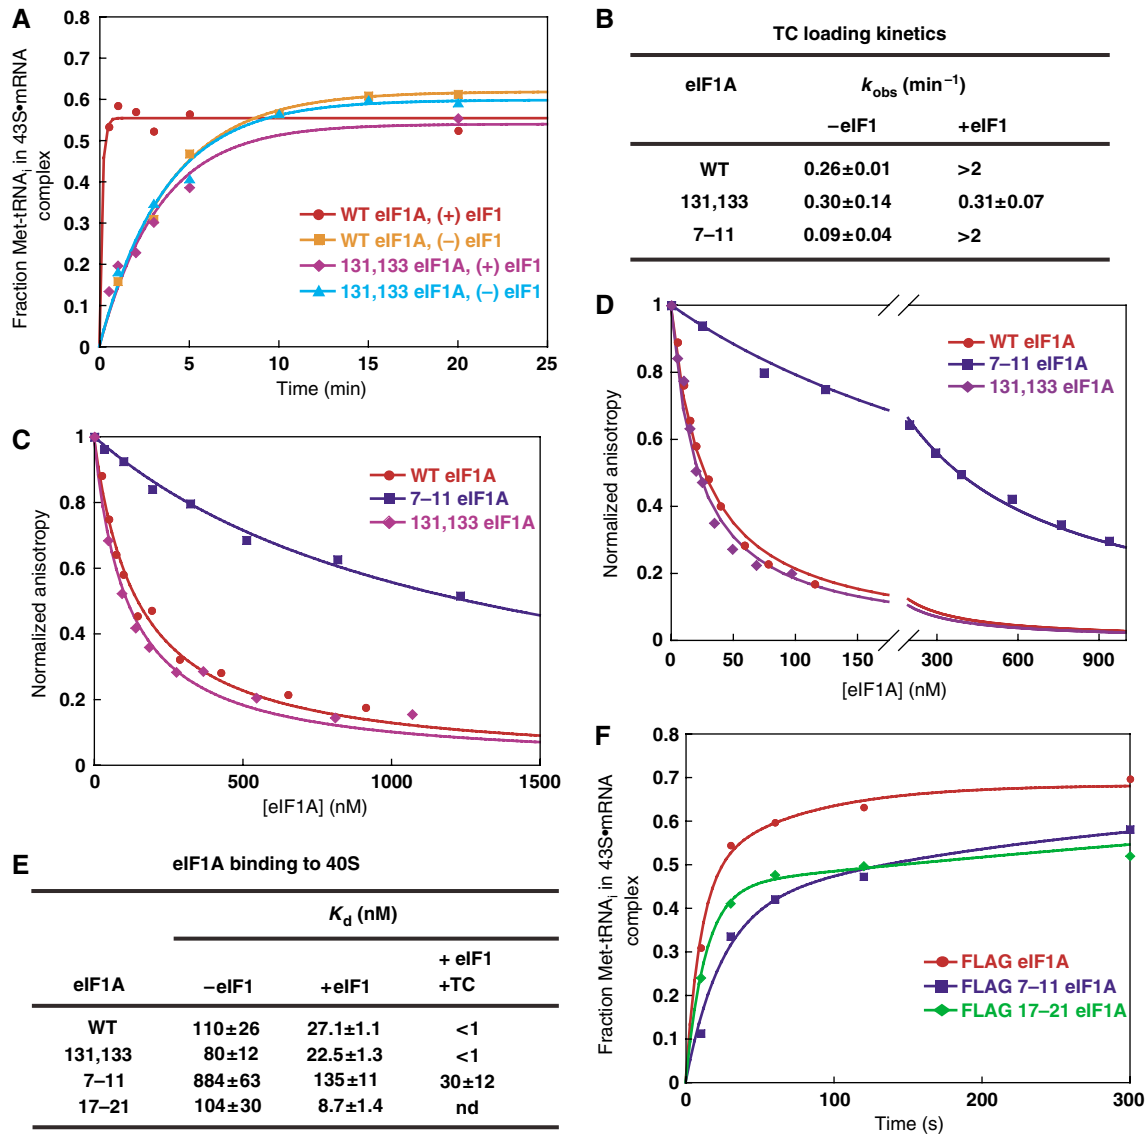 A
0.8
0.7
0.6
0.5
0.4
0.3
0.2
0.1
0
0
5
10
15
20
25
Time (min)
Fraction Met-tRNAi in 43S•mRNA
complex
WT eIF1A, (+) eIF1
WT eIF1A, (−) eIF1
131,133 eIF1A, (+) eIF1
131,133 eIF1A, (−) eIF1
B
TC loading kinetics
eIF1A kobs (min−1)
−eIF1 +eIF1
WT 0.26±0.01 >2
131,133 0.30±0.14 0.31±0.07
7–11 0.09±0.04 >2
C
1
0.8
0.6
0.4
0.2
0
0
500
1000
1500
[eIF1A] (nM)
Normalized anisotropy
WT eIF1A
7–11 eIF1A
131,133 eIF1A
D
1
0.8
0.6
0.4
0.2
0
0
50
100
150
300
600
900
[eIF1A] (nM)
Normalized anisotropy
WT eIF1A
7–11 eIF1A
131,133 eIF1A
E
eIF1A binding to 40S
Kd (nM)
+ eIF1
eIF1A −eIF1 +eIF1 +TC
WT 110±26 27.1±1.1 <1
131,133 80±12 22.5±1.3 <1
7–11 884±63 135±11 30±12
17–21 104±30 8.7±1.4 nd
F
0.8
0.7
0.6
0.5
0.4
0.3
0.2
0.1
0
0
100
200
300
Time (s)
Fraction Met-tRNAi in 43S•mRNA
complex
FLAG eIF1A
FLAG 7–11 eIF1A
FLAG 17–21 eIF1A